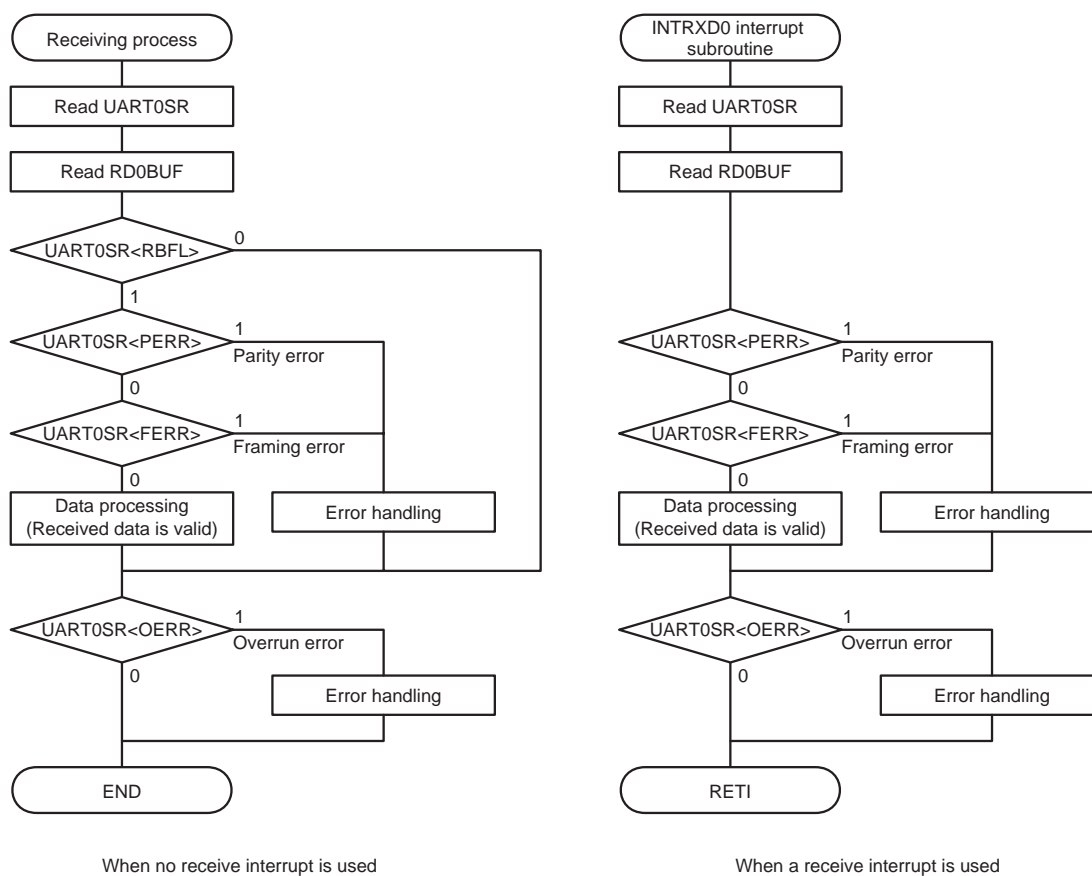 Receiving process
Read UART0SR
Read RD0BUF
UART0SR<RBFL>
0
1
UART0SR<PERR>
1
Parity error
0
UART0SR<FERR>
1
Framing error
0
Data processing
(Received data is valid)
Error handling
UART0SR<OERR>
1
Overrun error
0
Error handling
END
When no receive interrupt is used
INTRXD0 interrupt
subroutine
Read UART0SR
Read RD0BUF
UART0SR<PERR>
1
Parity error
0
UART0SR<FERR>
1
Framing error
0
Data processing
(Received data is valid)
Error handling
UART0SR<OERR>
1
Overrun error
0
Error handling
RETI
When a receive interrupt is used